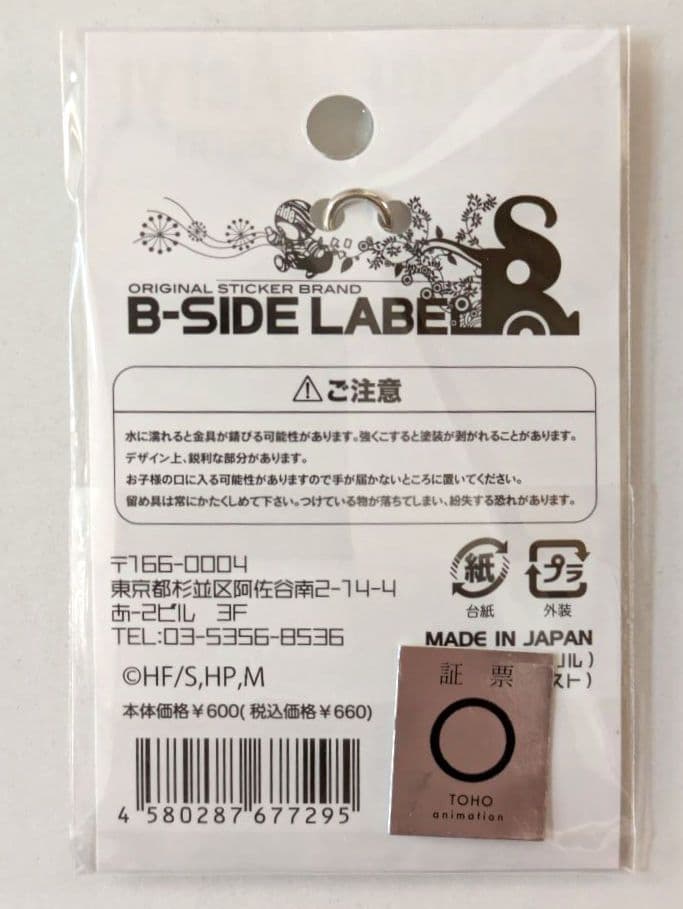 ORIGINAL STICKER BRAND
B-SIDE LABEL
⚠ご注意
水に濡れると金具が錆びる可能性があります。強くこすると塗装が剥がれることがあります。
デザイン上、鋭利な部分があります。
お子様の口に入る可能性がありますので手が届かないところに置いてください。
留め具は常にかたくしめて下さい。つけている物が落ちてしまい、紛失する恐れがあります。
〒166-0004
東京都杉並区阿佐谷南2-14-4
あ-2ビル 3F
TEL:03-5356-8536
紙
台紙
プラ
外装
MADE IN JAPAN
リル)
スト)
©HF/S,HP,M
本体価格¥600(税込価格¥660)
4 580287 677295
証 票
TOHO
animation